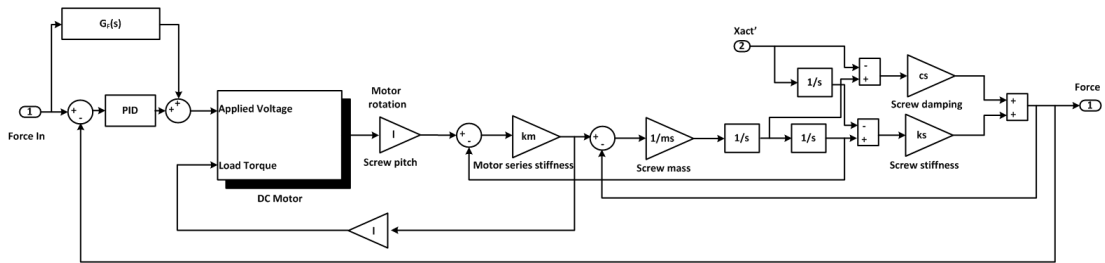 G_F(s)
Xact'
2
1/s
-
+
cs
Screw damping
Force
1
Motor
rotation
1
Force In
+
-
PID
+
+
Applied Voltage
Load Torque
DC Motor
I
Screw pitch
+
-
km
Motor series stiffness
+
-
1/ms
Screw mass
1/s
1/s
-
+
ks
Screw stiffness
+
+
I